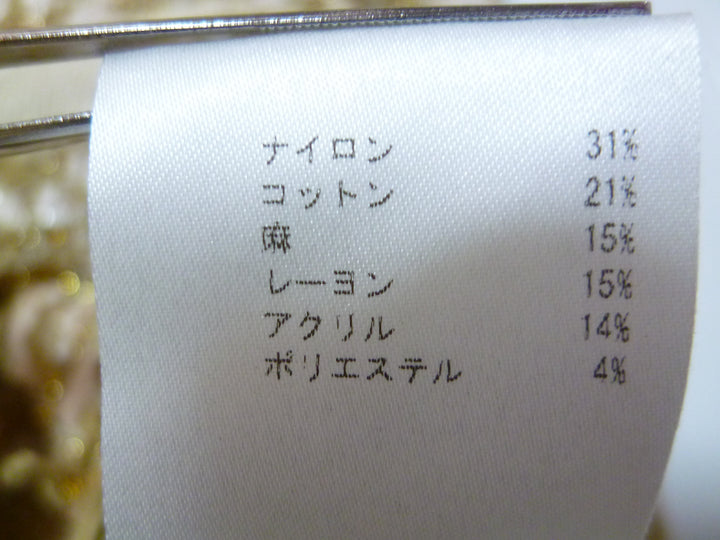 ナイロン 31%
コットン 21%
麻 15%
レーヨン 15%
アクリル 14%
ポリエステル 4%